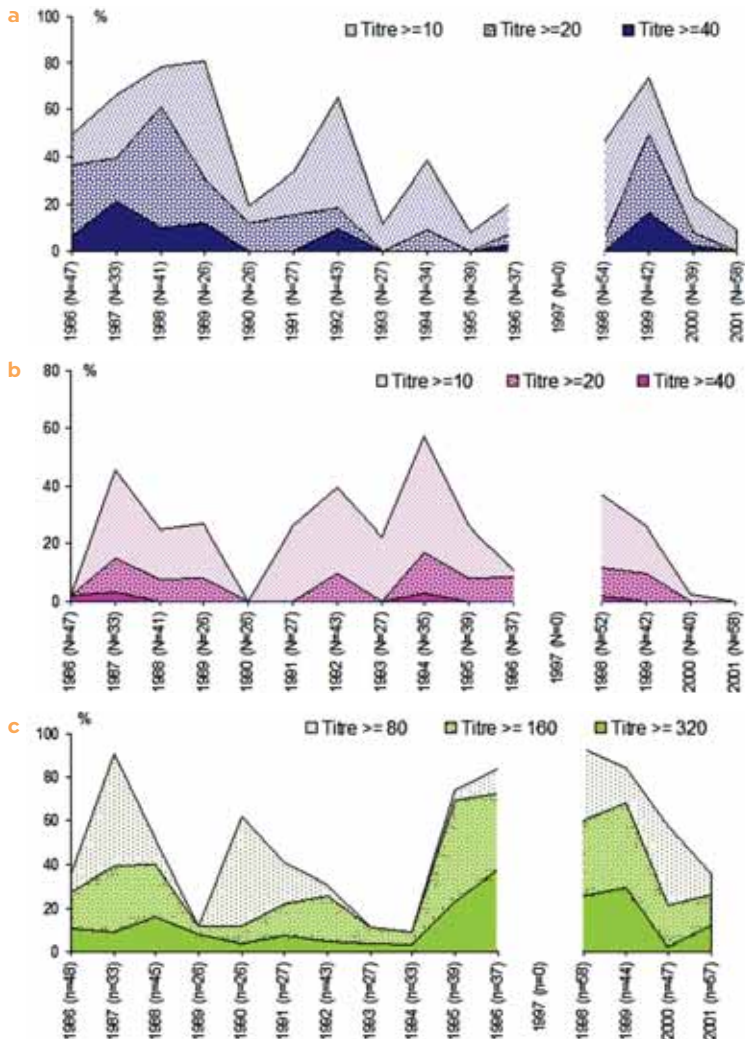 a
%
Titre >=10 Titre >=20 Titre >=40
100
80
60
40
20
0
1986 (N=47)
1987 (N=33)
1988 (N=41)
1989 (N=26)
1990 (N=26)
1991 (N=27)
1992 (N=43)
1993 (N=27)
1994 (N=34)
1995 (N=39)
1996 (N=37)
1997 (N=0)
1998 (N=54)
1999 (N=42)
2000 (N=39)
2001 (N=58)
b
%
Titre >=10 Titre >=20 Titre >=40
80
60
40
20
0
1986 (N=47)
1987 (N=33)
1988 (N=41)
1989 (N=26)
1990 (N=26)
1991 (N=27)
1992 (N=43)
1993 (N=27)
1994 (N=35)
1995 (N=39)
1996 (N=37)
1997 (N=0)
1998 (N=52)
1999 (N=42)
2000 (N=40)
2001 (N=58)
c
%
Titre >= 80 Titre >= 160 Titre >= 320
100
80
60
40
20
0
1986 (n=48)
1987 (n=33)
1988 (n=45)
1989 (n=26)
1990 (n=26)
1991 (n=27)
1992 (n=43)
1993 (n=27)
1994 (n=33)
1995 (n=39)
1996 (n=37)
1997 (n=0)
1998 (n=58)
1999 (n=44)
2000 (n=47)
2001 (n=57)